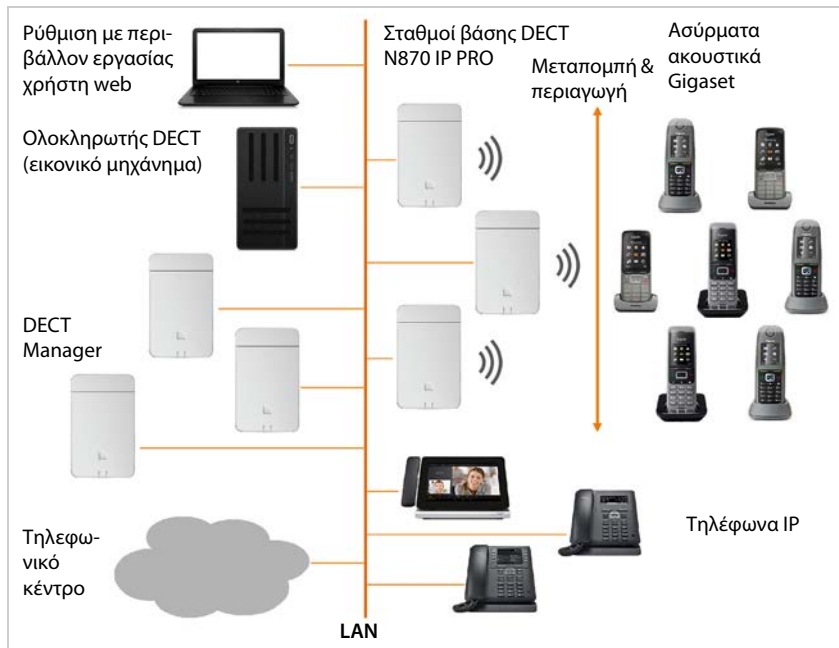 Ρύθμιση με περι-
βάλλον εργασίας
χρήστη web
Ολοκληρωτής DECT
(εικονικό μηχάνημα)
DECT
Manager
Τηλεφω-
νικό
κέντρο
LAN
Σταθμοί βάσης DECT
N870 IP PRO
Μεταπομπή &
περιαγωγή
Ασύρματα
ακουστικά
Gigaset
Τηλέφωνα IP